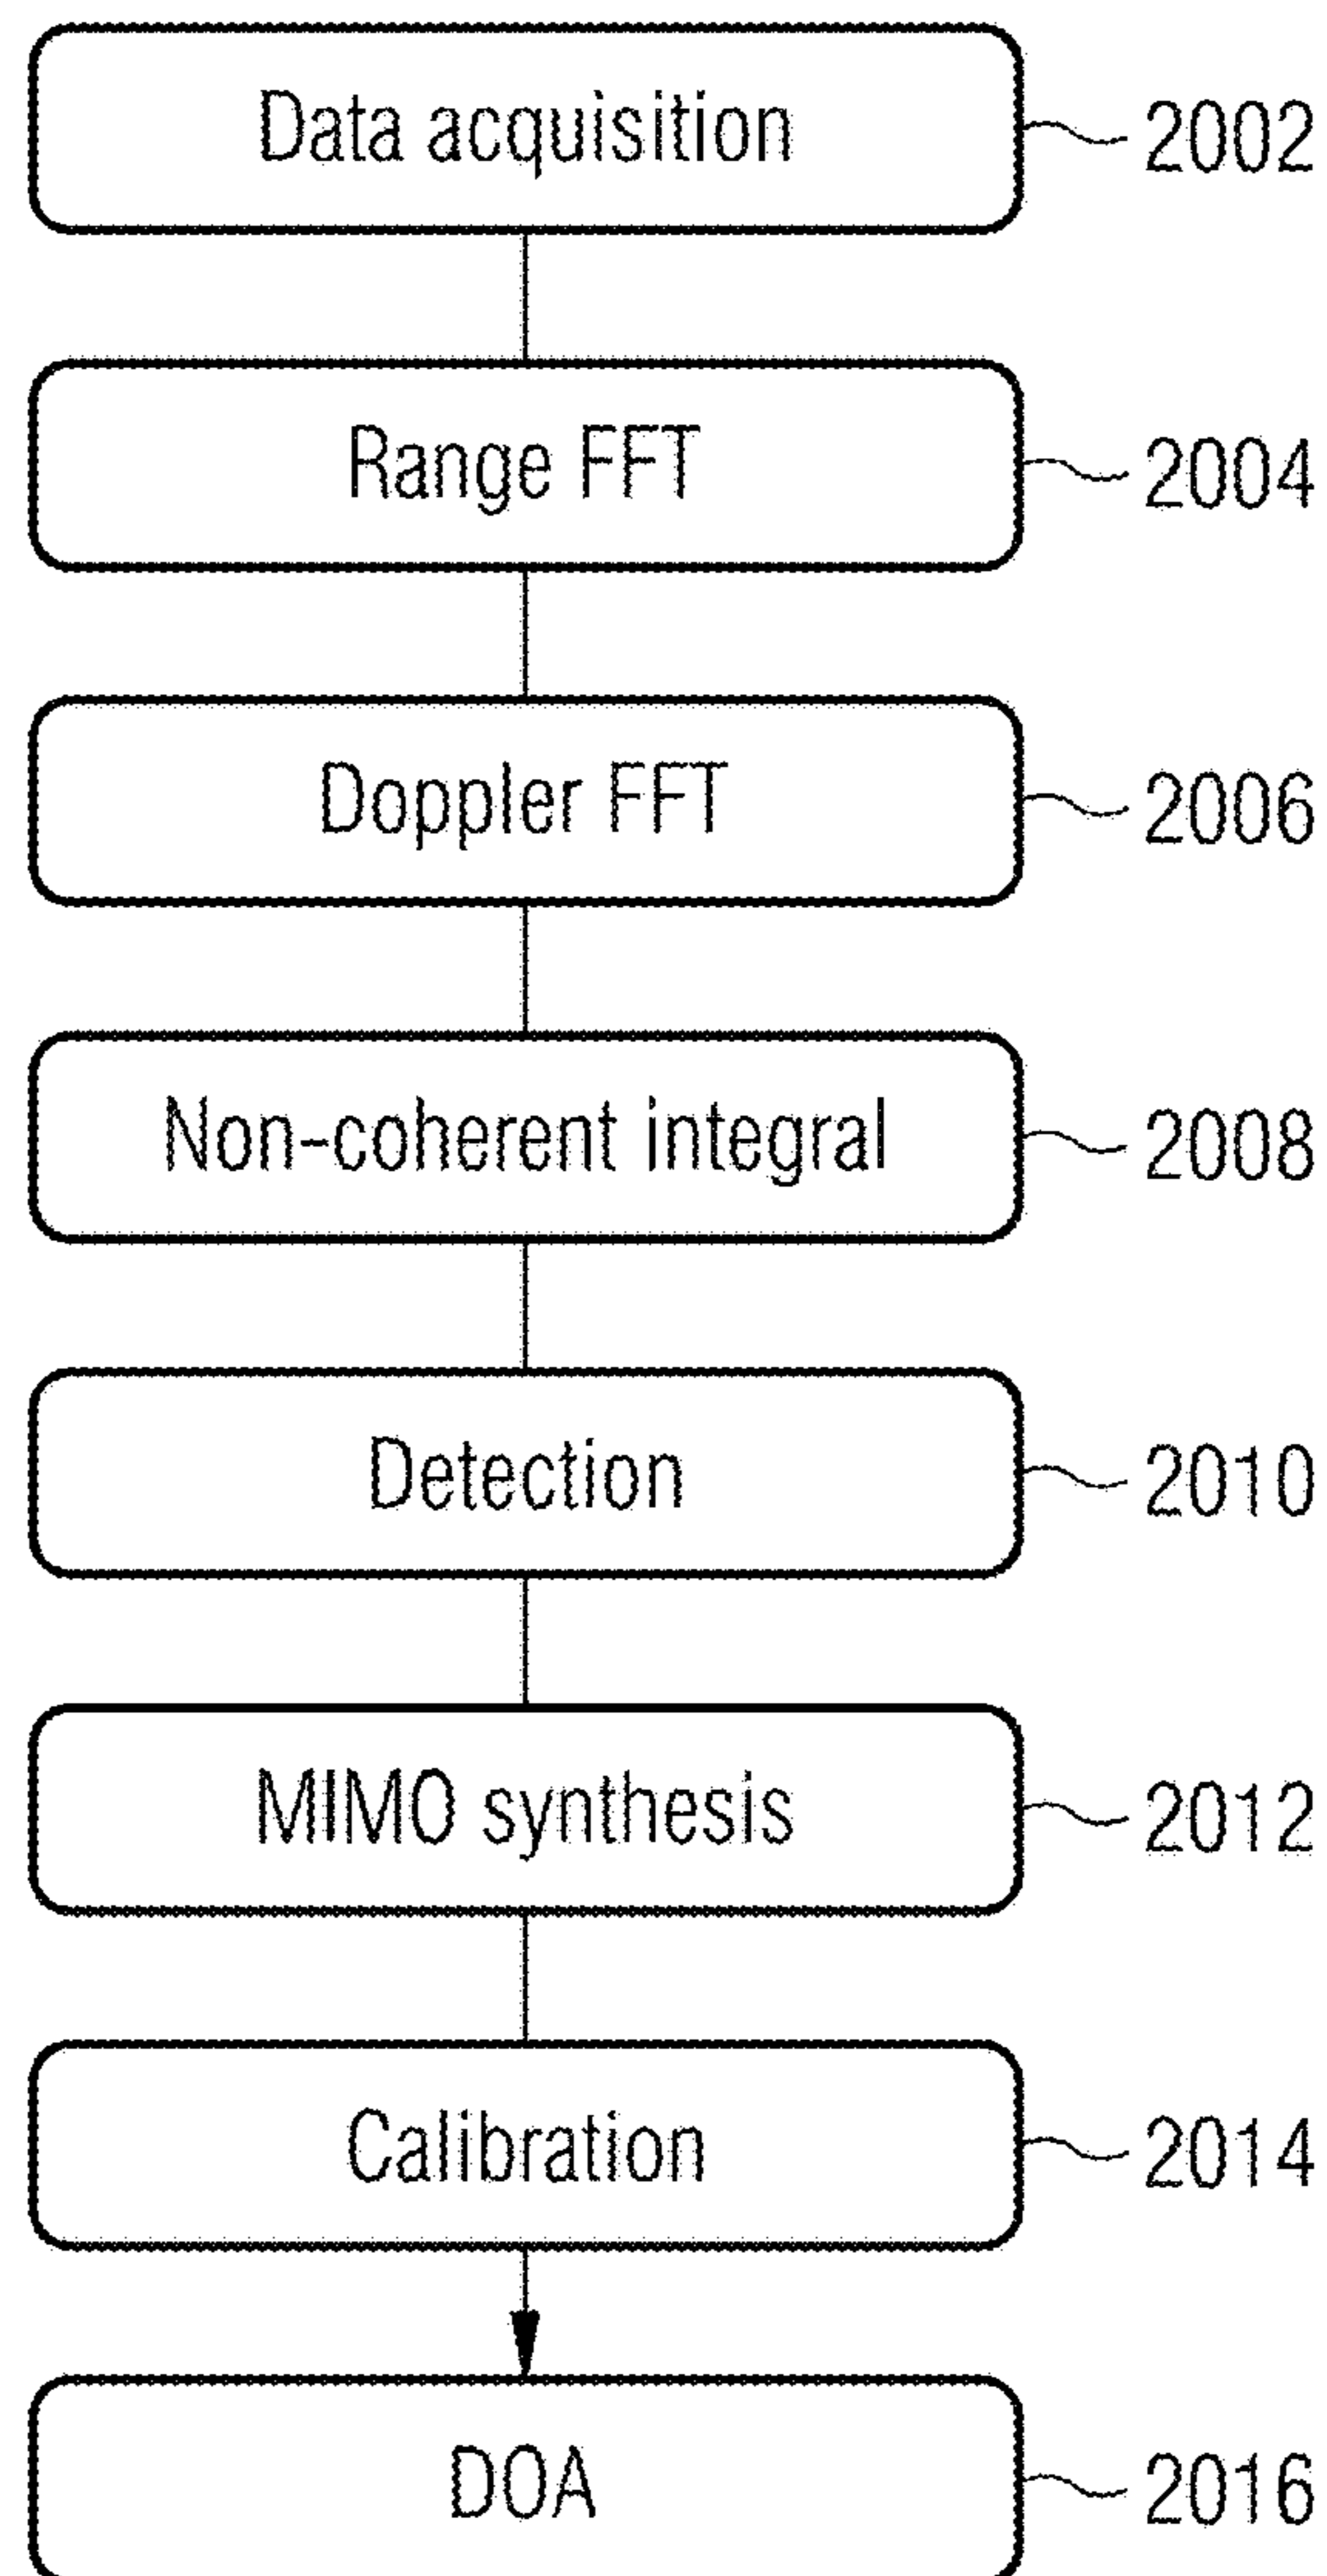 Data acquisition 2002
Range FFT 2004
Doppler FFT 2006
Non-coherent integral 2008
Detection 2010
MIMO synthesis 2012
Calibration 2014
DOA 2016